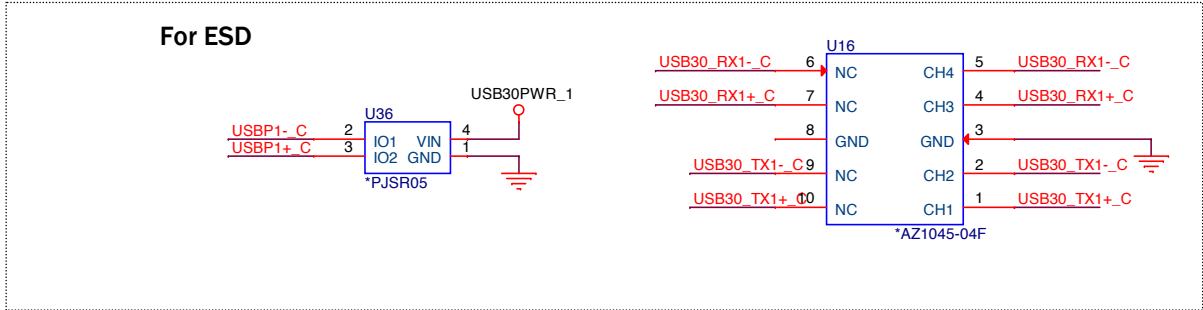 For ESD
U36
USBP1-_C 2 IO1 VIN 4 USB30PWR_1
USBP1+_C 3 IO2 GND 1
*PJSR05
U16
USB30_RX1-_C 6 NC CH4 5 USB30_RX1-_C
USB30_RX1+_C 7 NC CH3 4 USB30_RX1+_C
8 GND GND 3
USB30_TX1-_C 9 NC CH2 2 USB30_TX1-_C
USB30_TX1+_C 10 NC CH1 1 USB30_TX1+_C
*AZ1045-04F